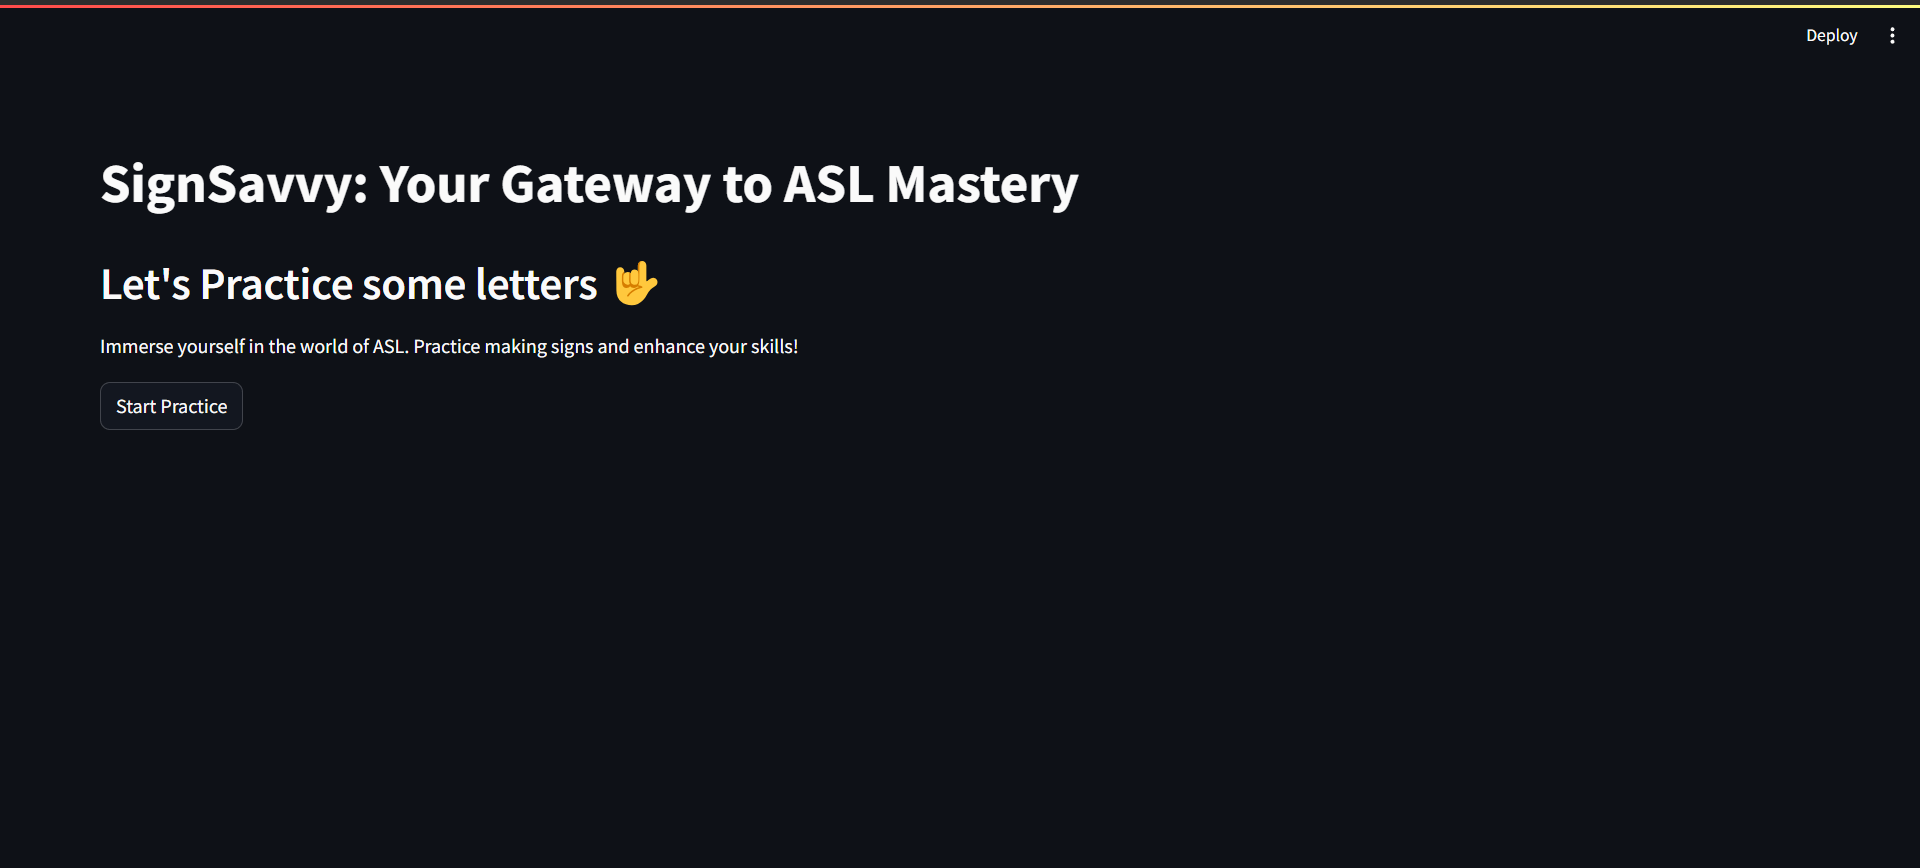 Deploy
SignSavvy: Your Gateway to ASL Mastery
Let's Practice some letters 🤟
Immerse yourself in the world of ASL. Practice making signs and enhance your skills!
Start Practice